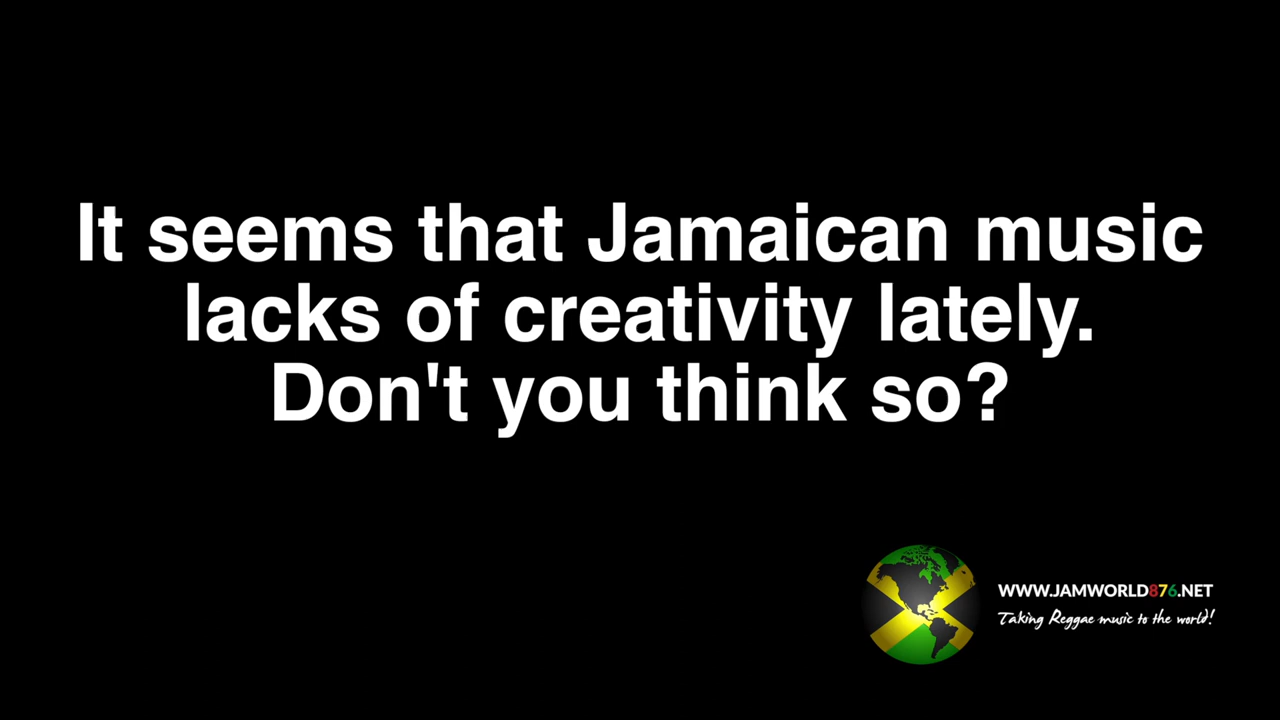 It seems that Jamaican music
lacks of creativity lately.
Don't you think so?
WWW.JAMWORLD876.NET
Taking Reggae music to the world!